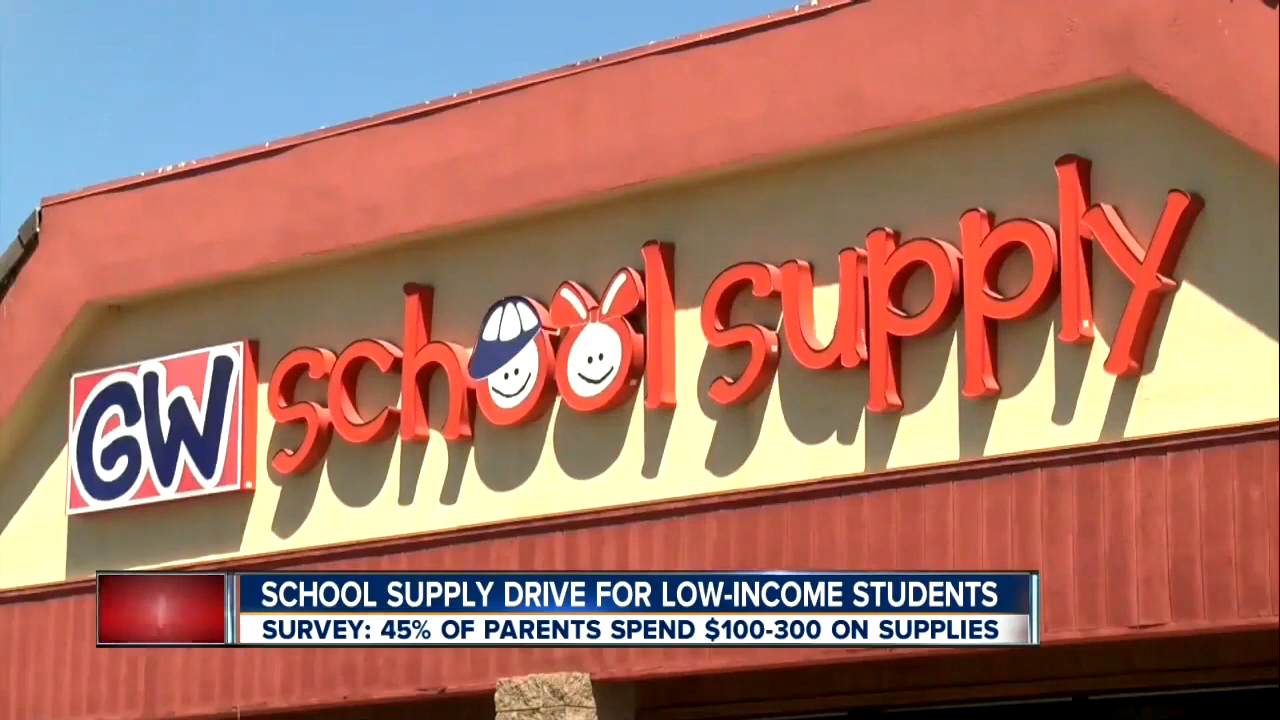 GW school supply
SCHOOL SUPPLY DRIVE FOR LOW-INCOME STUDENTS
SURVEY: 45% OF PARENTS SPEND $100-300 ON SUPPLIES